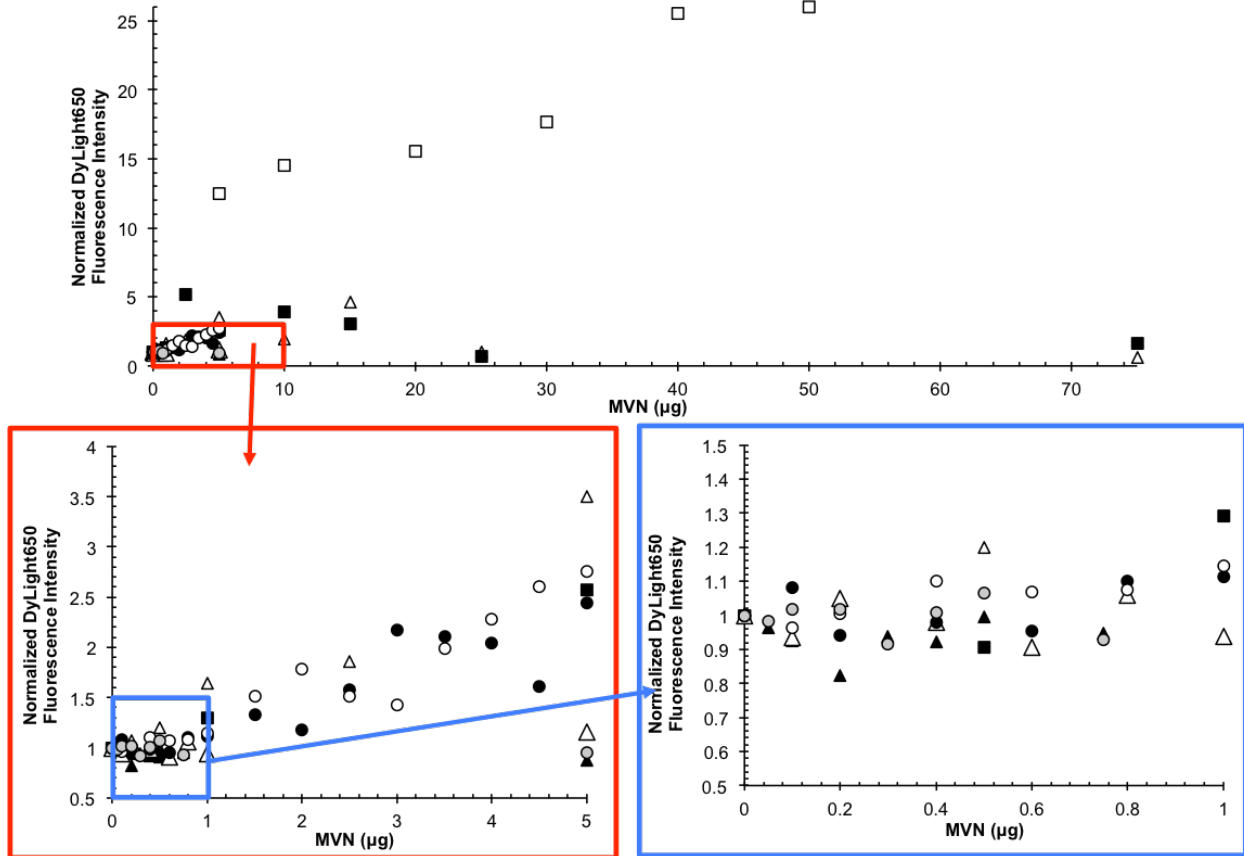 Normalized DyLight650
Fluorescence Intensity
25
20
15
10
5
0
0 10 20 30 40 50 60 70
MVN (µg)
Normalized DyLight650
Fluorescence Intensity
4
3.5
3
2.5
2
1.5
1
0.5
0 1 2 3 4 5
MVN (µg)
Normalized DyLight650
Fluorescence Intensity
1.5
1.4
1.3
1.2
1.1
1
0.9
0.8
0.7
0.6
0.5
0 0.2 0.4 0.6 0.8 1
MVN (µg)